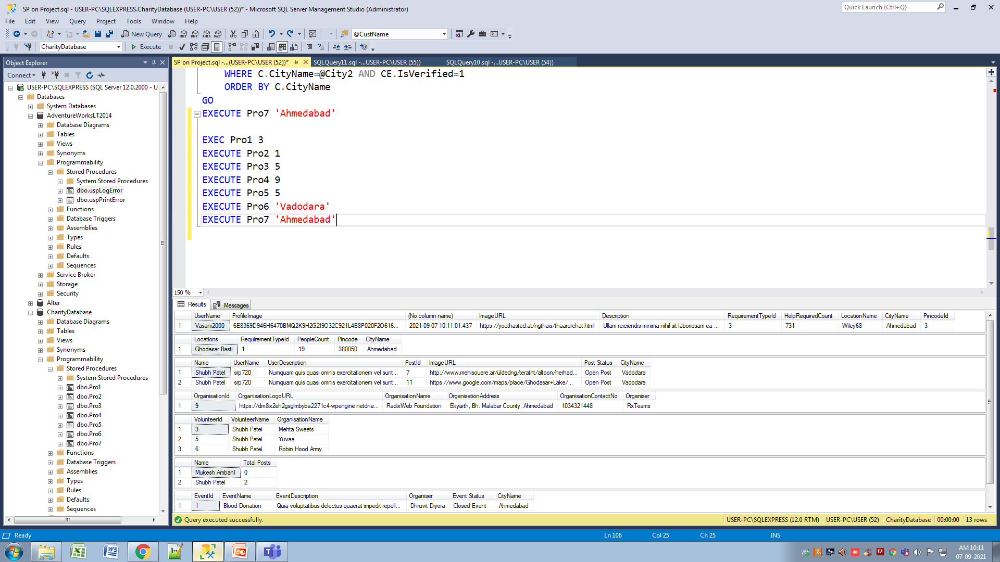 SP on Project.sql - USER-PC\SQLEXPRESS.CharityDatabase (USER-PC\USER (52))* - Microsoft SQL Server Management Studio (Administrator)
Quick Launch (Ctrl+Q)
File Edit View Query Project Tools Window Help
New Query
@CustName
CharityDatabase
Execute
Object Explorer
Connect
USER-PC\SQLEXPRESS (SQL Server 12.0.2000 - U
Databases
System Databases
AdventureWorksLT2014
Database Diagrams
Tables
Views
Synonyms
Programmability
Stored Procedures
System Stored Procedures
dbo.uspLogError
dbo.uspPrintError
Functions
Database Triggers
Assemblies
Types
Rules
Defaults
Sequences
Service Broker
Storage
Security
Alter
CharityDatabase
Database Diagrams
Tables
Views
Synonyms
Programmability
Stored Procedures
System Stored Procedures
dbo.Pro1
dbo.Pro2
dbo.Pro3
dbo.Pro4
dbo.Pro5
dbo.Pro6
dbo.Pro7
Functions
Database Triggers
Assemblies
Types
Rules
Defaults
Sequences
SP on Project.sql -...(USER-PC\USER (52))* SQLQuery11.sql -...USER-PC\USER (55)) SQLQuery10.sql -...USER-PC\USER (54))
WHERE C.CityName=@City2 AND CE.IsVerified=1
ORDER BY C.CityName
GO
EXECUTE Pro7 'Ahmedabad'
EXEC Pro1 3
EXECUTE Pro2 1
EXECUTE Pro3 5
EXECUTE Pro4 9
EXECUTE Pro5 5
EXECUTE Pro6 'Vadodara'
EXECUTE Pro7 'Ahmedabad'
150 %
Results Messages
UserName ProfileImage (No column name) ImageURL Description RequirementTypeId HelpRequiredCount LocationName CityName PincodeId
1 Vasani2000 6E8369D946H6470BMQ2K9H2G2I9O32C921L4B8P020F2O616... 2021-09-07 10:11:01.437 https://youthasted.at/ngthais/thaarerehat.html Ullam reiciendis minima nihil sit laboriosam ea ... 3 731 Wiley68 Ahmedabad 3
Locations RequirementTypeId PeopleCount Pincode CityName
1 Ghodasar Basti 1 19 380050 Ahmedabad
Name UserName UserDescription PostId ImageURL Post Status CityName
1 Shubh Patel srp720 Numquam quis quasi omnis exercitationem vel sunt... 7 http://www.mehisouere.ar/uldedng/teratnt/altoon/herhad... Open Post Vadodara
2 Shubh Patel srp720 Numquam quis quasi omnis exercitationem vel sunt... 11 https://www.google.com/maps/place/Ghodasar+Lake/... Open Post Vadodara
OrganisationId OrganisationLogoURL OrganisationName OrganisationAddress OrganisationContactNo Organiser
1 9 https://dm8ix2eh2gsglmbyba2271c4-wpengine.netdna... RadixWeb Foundation Ekyarth, Bh. Malabar County, Ahmedabad 1034321448 RxTeams
VolunteerId VolunteerName OrganisationName
1 3 Shubh Patel Mehta Sweets
2 5 Shubh Patel Yuvaa
3 6 Shubh Patel Robin Hood Army
Name Total Posts
1 Mukesh AmbanI 0
2 Shubh Patel 2
EventId EventName EventDescription Organiser Event Status CityName
1 1 Blood Donation Quia voluptatibus delectus quaerat impedit repell... Dhruvit Diyora Closed Event Ahmedabad
Query executed successfully. USER-PC\SQLEXPRESS (12.0 RTM) USER-PC\USER (52) CharityDatabase 00:00:00 13 rows
Ready Ln 106 Col 25 Ch 25 INS
AM 10:11
07-09-2021